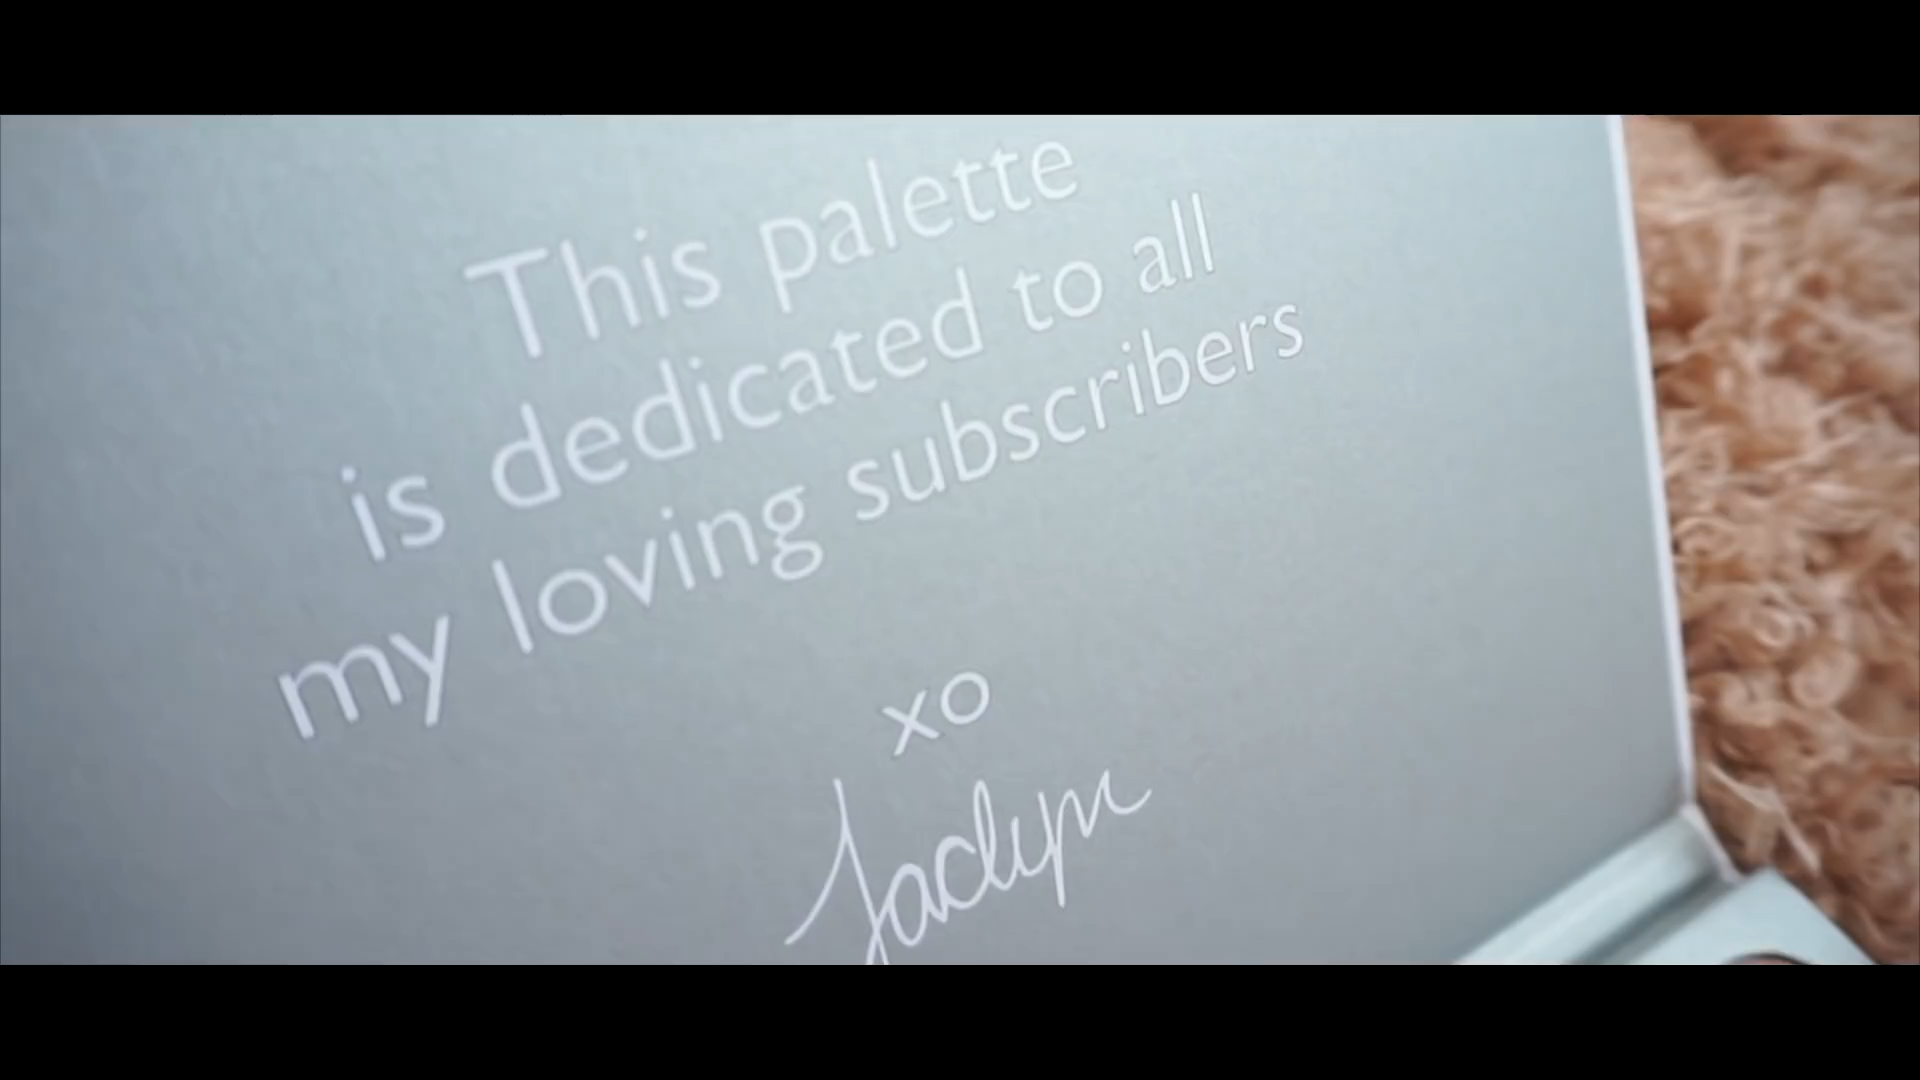 This palette
is dedicated to all
my loving subscribers
xo
Jaclyn